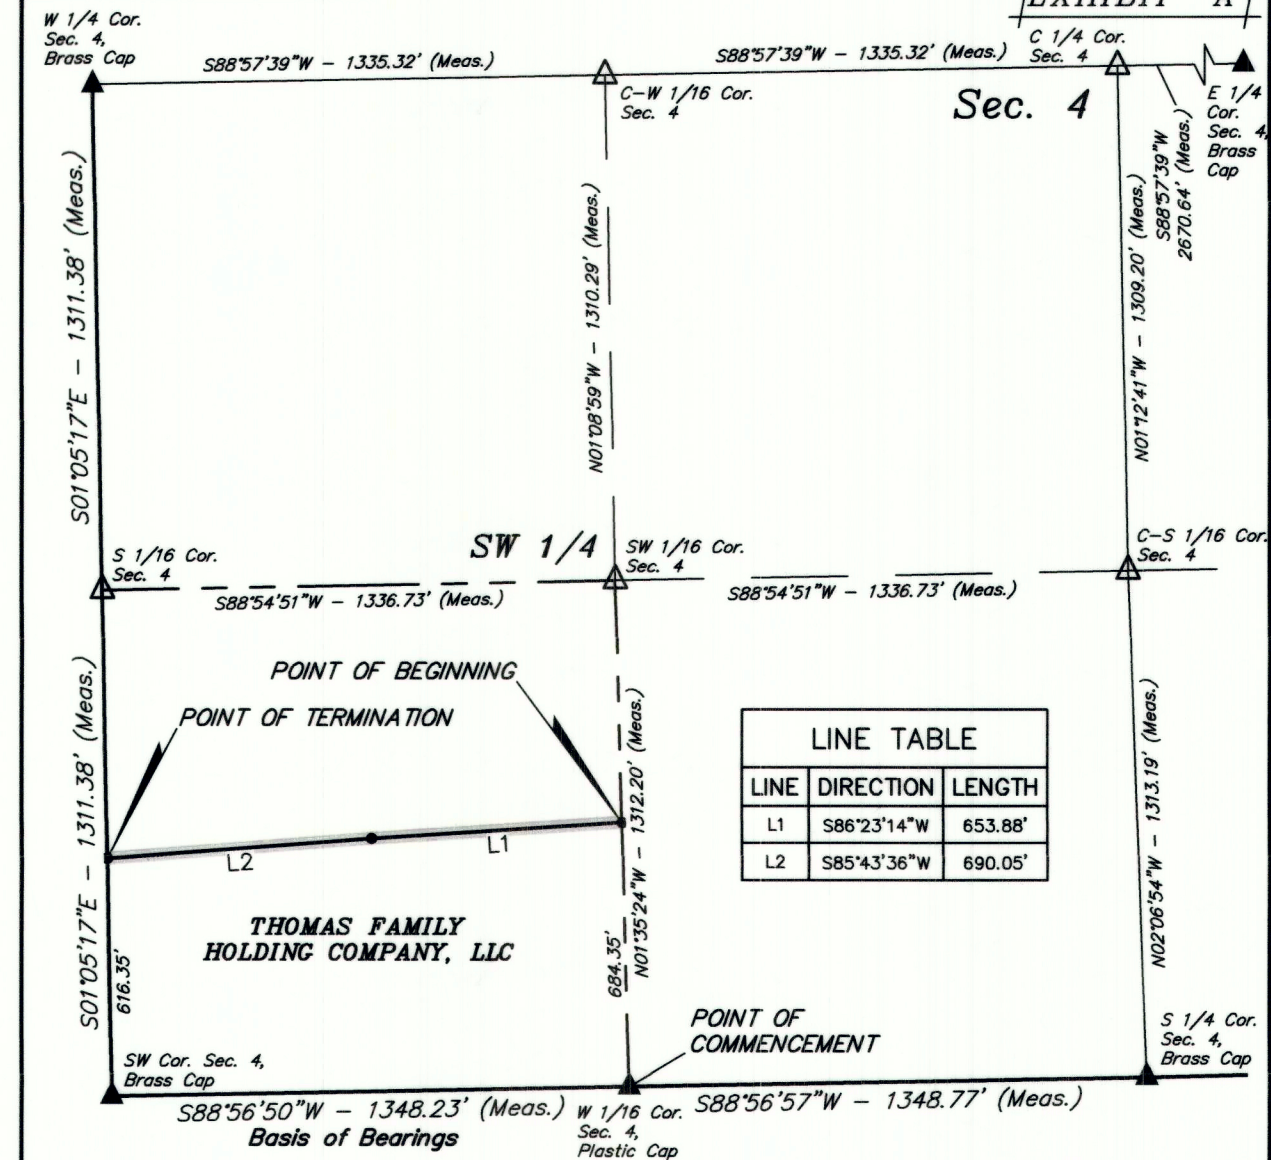 EXHIBIT "A"
W 1/4 Cor.
Sec. 4,
Brass Cap
S88°57'39"W – 1335.32' (Meas.)
S88°57'39"W – 1335.32' (Meas.)
C 1/4 Cor.
Sec. 4
C-W 1/16 Cor.
Sec. 4
Sec. 4
E 1/4
Cor.
Sec. 4,
Brass
Cap
S88°57'39"W
2670.64' (Meas.)
S01°05'17"E – 1311.38' (Meas.)
N01°08'59"W – 1310.29' (Meas.)
N01°12'41"W – 1309.20' (Meas.)
S 1/16 Cor.
Sec. 4
SW 1/4
SW 1/16 Cor.
Sec. 4
C-S 1/16 Cor.
Sec. 4
S88°54'51"W – 1336.73' (Meas.)
S88°54'51"W – 1336.73' (Meas.)
POINT OF BEGINNING
POINT OF TERMINATION
S01°05'17"E – 1311.38' (Meas.)
616.35'
L2
L1
THOMAS FAMILY
HOLDING COMPANY, LLC
684.35'
N01°35'24"W – 1312.20' (Meas.)
LINE TABLE
LINE DIRECTION LENGTH
L1 S86°23'14"W 653.88'
L2 S85°43'36"W 690.05'
N02°06'54"W – 1313.19' (Meas.)
POINT OF
COMMENCEMENT
S 1/4 Cor.
Sec. 4,
Brass Cap
SW Cor. Sec. 4,
Brass Cap
S88°56'50"W – 1348.23' (Meas.)
Basis of Bearings
W 1/16 Cor.
Sec. 4,
Plastic Cap
S88°56'57"W – 1348.77' (Meas.)